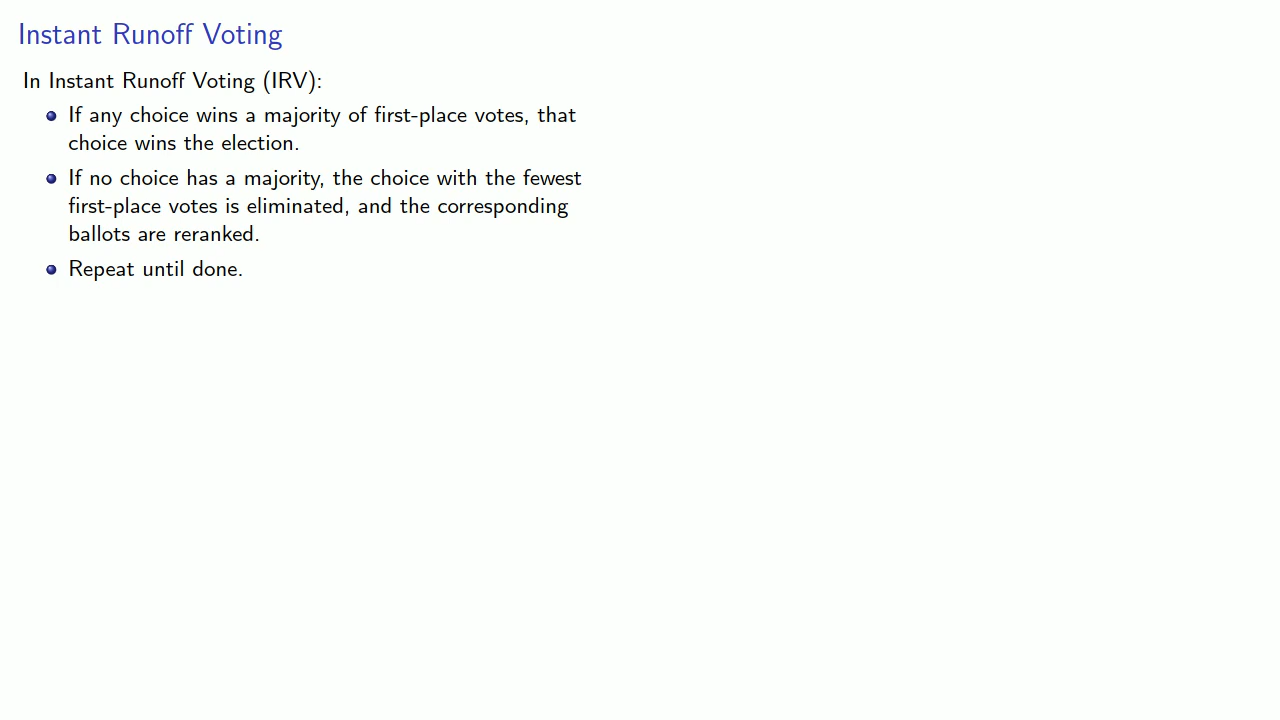 Instant Runoff Voting
In Instant Runoff Voting (IRV):
If any choice wins a majority of first-place votes, that
choice wins the election.
If no choice has a majority, the choice with the fewest
first-place votes is eliminated, and the corresponding
ballots are reranked.
Repeat until done.